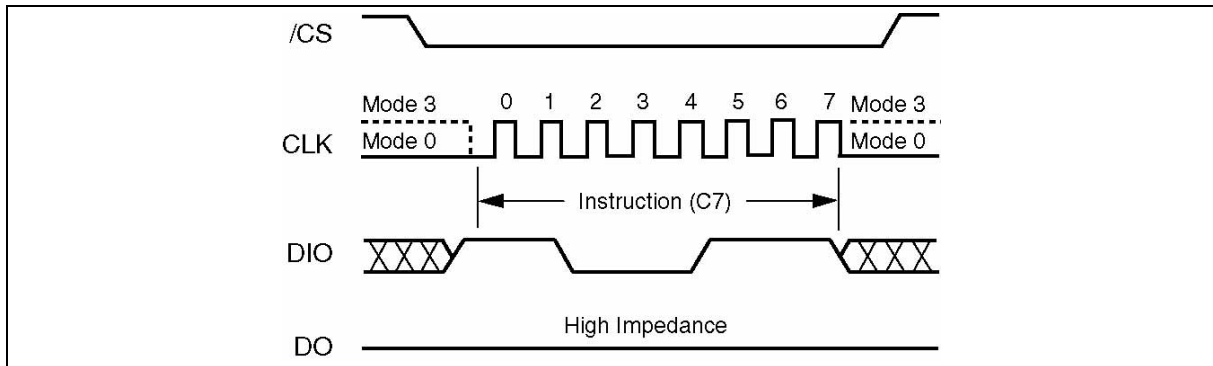 /CS
Mode 3 0 1 2 3 4 5 6 7 Mode 3
CLK Mode 0 Mode 0
Instruction (C7)
DIO
High Impedance
DO